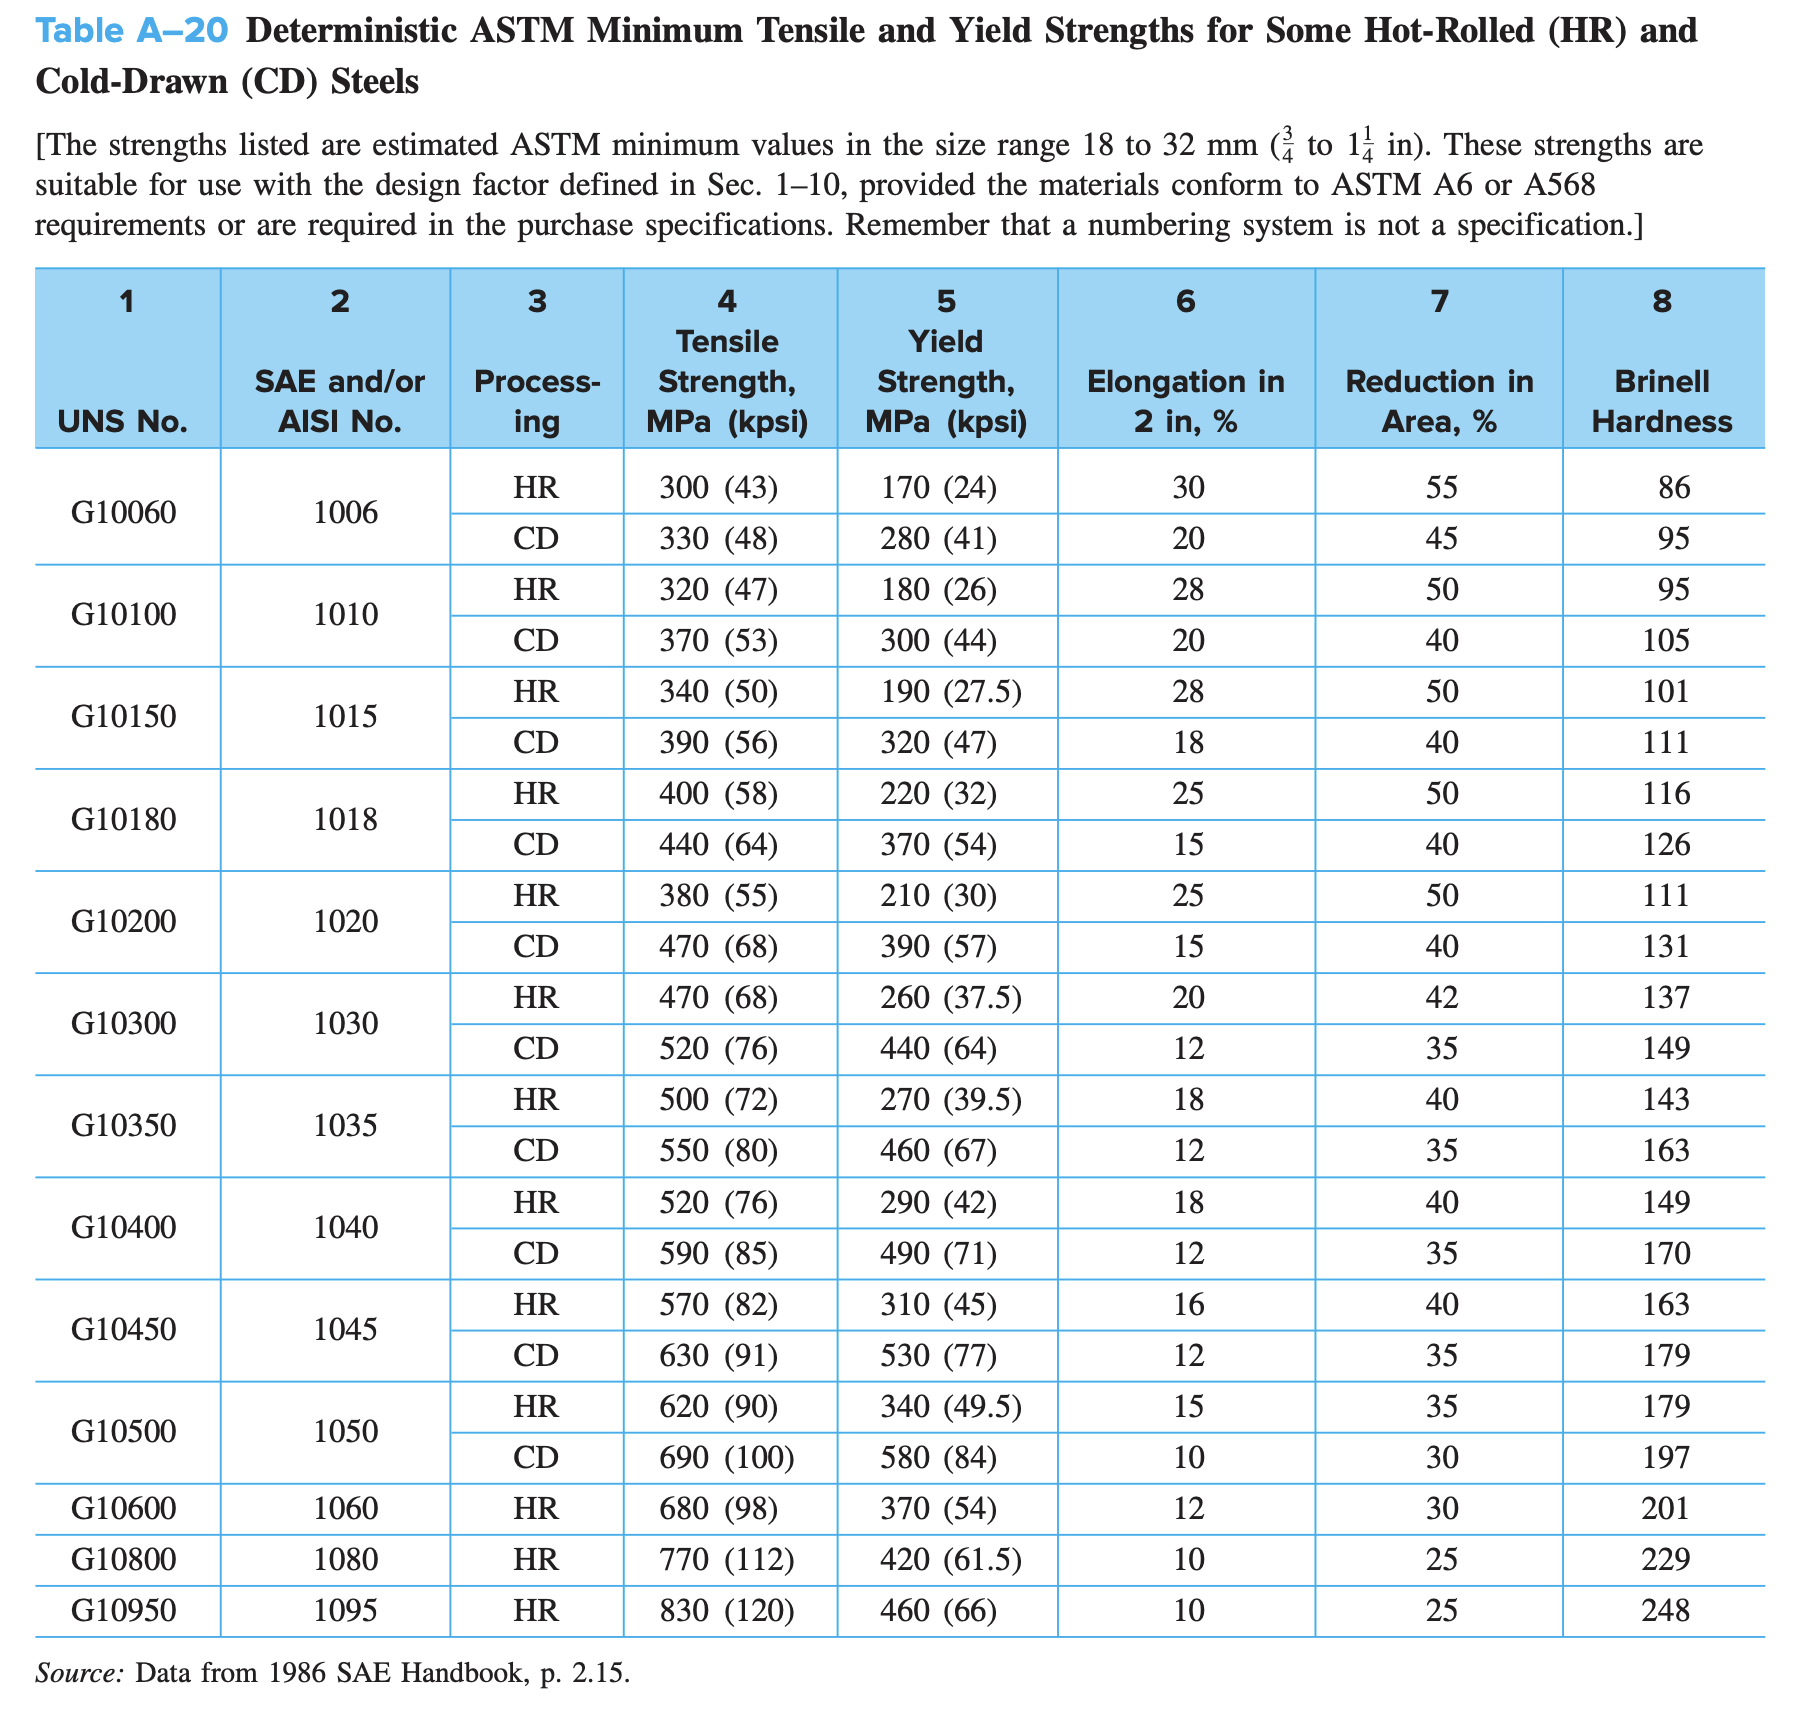 Table A–20 Deterministic ASTM Minimum Tensile and Yield Strengths for Some Hot-Rolled (HR) and
Cold-Drawn (CD) Steels
[The strengths listed are estimated ASTM minimum values in the size range 18 to 32 mm (3/4 to 1 1/4 in). These strengths are
suitable for use with the design factor defined in Sec. 1–10, provided the materials conform to ASTM A6 or A568
requirements or are required in the purchase specifications. Remember that a numbering system is not a specification.]
1 2 3 4 5 6 7 8
Tensile Yield
SAE and/or Process- Strength, Strength, Elongation in Reduction in Brinell
UNS No. AISI No. ing MPa (kpsi) MPa (kpsi) 2 in, % Area, % Hardness
G10060 1006 HR 300 (43) 170 (24) 30 55 86
CD 330 (48) 280 (41) 20 45 95
G10100 1010 HR 320 (47) 180 (26) 28 50 95
CD 370 (53) 300 (44) 20 40 105
G10150 1015 HR 340 (50) 190 (27.5) 28 50 101
CD 390 (56) 320 (47) 18 40 111
G10180 1018 HR 400 (58) 220 (32) 25 50 116
CD 440 (64) 370 (54) 15 40 126
G10200 1020 HR 380 (55) 210 (30) 25 50 111
CD 470 (68) 390 (57) 15 40 131
G10300 1030 HR 470 (68) 260 (37.5) 20 42 137
CD 520 (76) 440 (64) 12 35 149
G10350 1035 HR 500 (72) 270 (39.5) 18 40 143
CD 550 (80) 460 (67) 12 35 163
G10400 1040 HR 520 (76) 290 (42) 18 40 149
CD 590 (85) 490 (71) 12 35 170
G10450 1045 HR 570 (82) 310 (45) 16 40 163
CD 630 (91) 530 (77) 12 35 179
G10500 1050 HR 620 (90) 340 (49.5) 15 35 179
CD 690 (100) 580 (84) 10 30 197
G10600 1060 HR 680 (98) 370 (54) 12 30 201
G10800 1080 HR 770 (112) 420 (61.5) 10 25 229
G10950 1095 HR 830 (120) 460 (66) 10 25 248
Source: Data from 1986 SAE Handbook, p. 2.15.